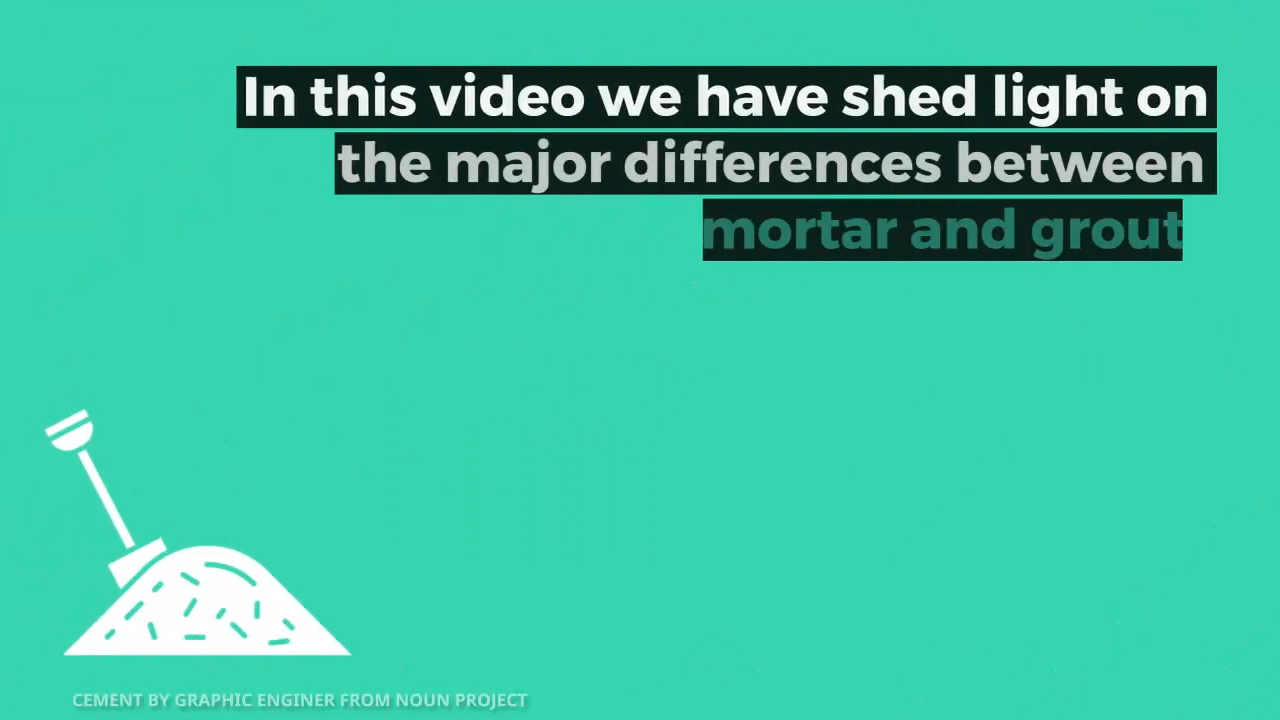 In this video we have shed light on
the major differences between
mortar and grout
CEMENT BY GRAPHIC ENGINER FROM NOUN PROJECT